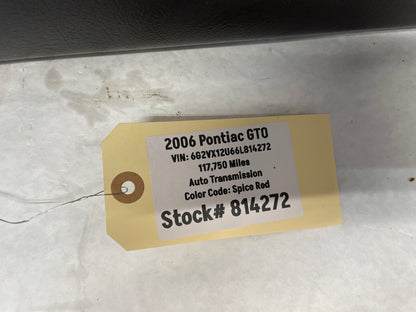 2006 Pontiac GTO
VIN: 6G2VX12U66L814272
117,750 Miles
Auto Transmission
Color Code: Spice Red
Stock# 814272